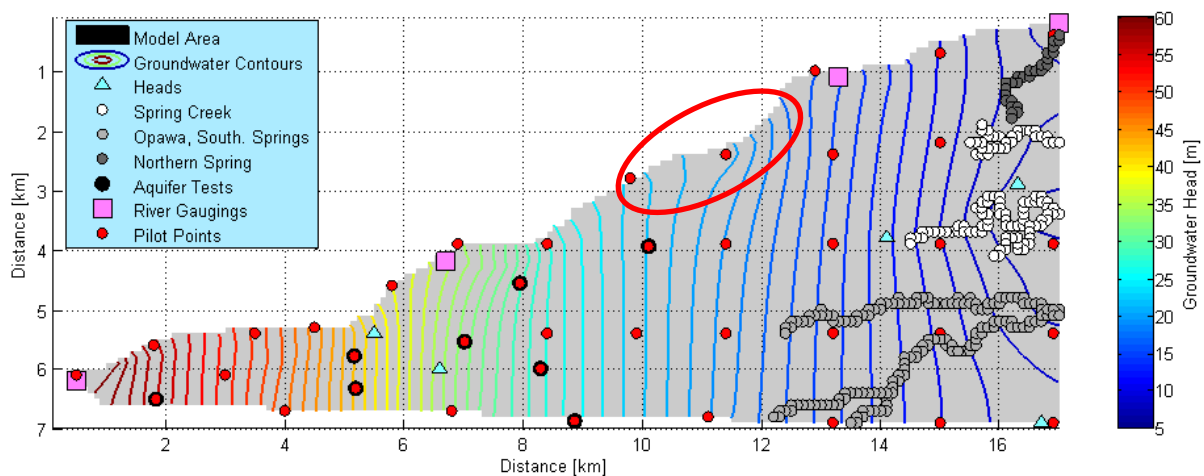 Model Area
Groundwater Contours
Heads
Spring Creek
Opawa, South. Springs
Northern Spring
Aquifer Tests
River Gaugings
Pilot Points
Distance [km]
1
2
3
4
5
6
7
2 4 6 8 10 12 14 16
Distance [km]
60
55
50
45
40
35
30
25
20
15
10
5
Groundwater Head [m]